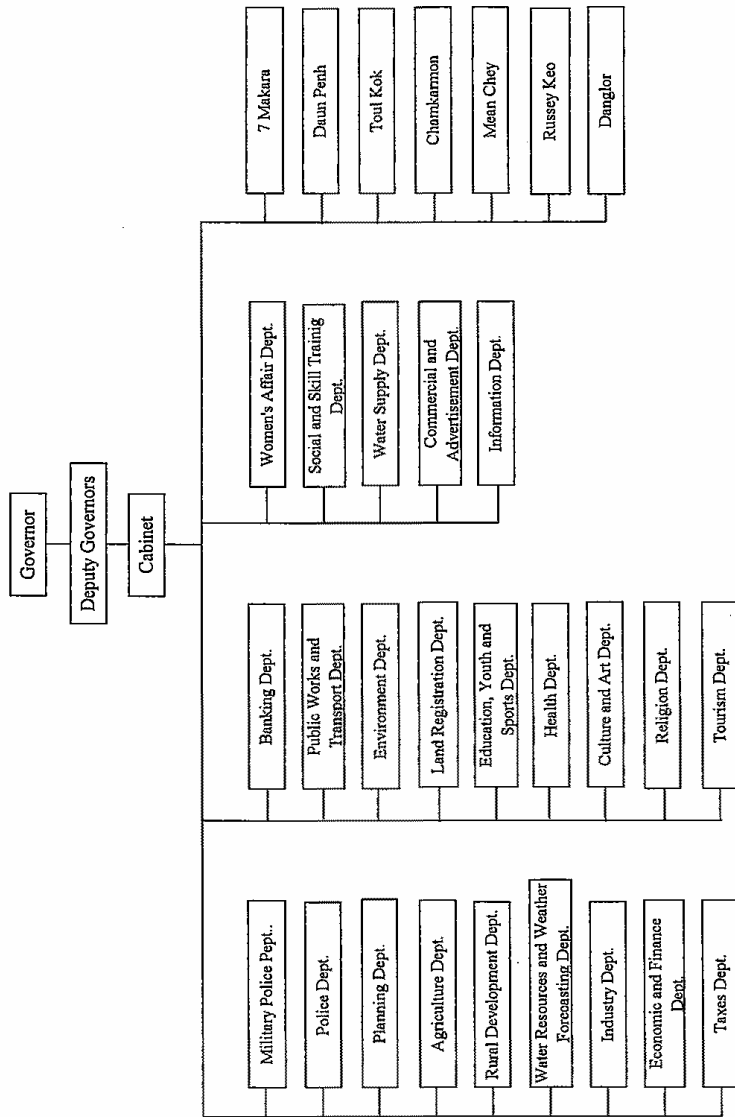 Governor
Deputy Governors
Cabinet
Military Police Pept..
Police Dept.
Planning Dept.
Agriculture Dept.
Rural Development Dept.
Water Resources and Weather
Forcoasting Dept.
Industry Dept.
Economic and Finance
Dept.
Taxes Dept.
Banking Dept.
Public Works and
Transport Dept.
Environment Dept.
Land Registration Dept.
Education, Youth and
Sports Dept.
Health Dept.
Culture and Art Dept.
Religion Dept.
Tourism Dept.
Women's Affair Dept.
Social and Skill Trainig
Dept.
Water Supply Dept.
Commercial and
Advertisement Dept.
Information Dept.
7 Makara
Daun Penh
Toul Kok
Chamkarmon
Mean Chey
Russey Keo
Danglor